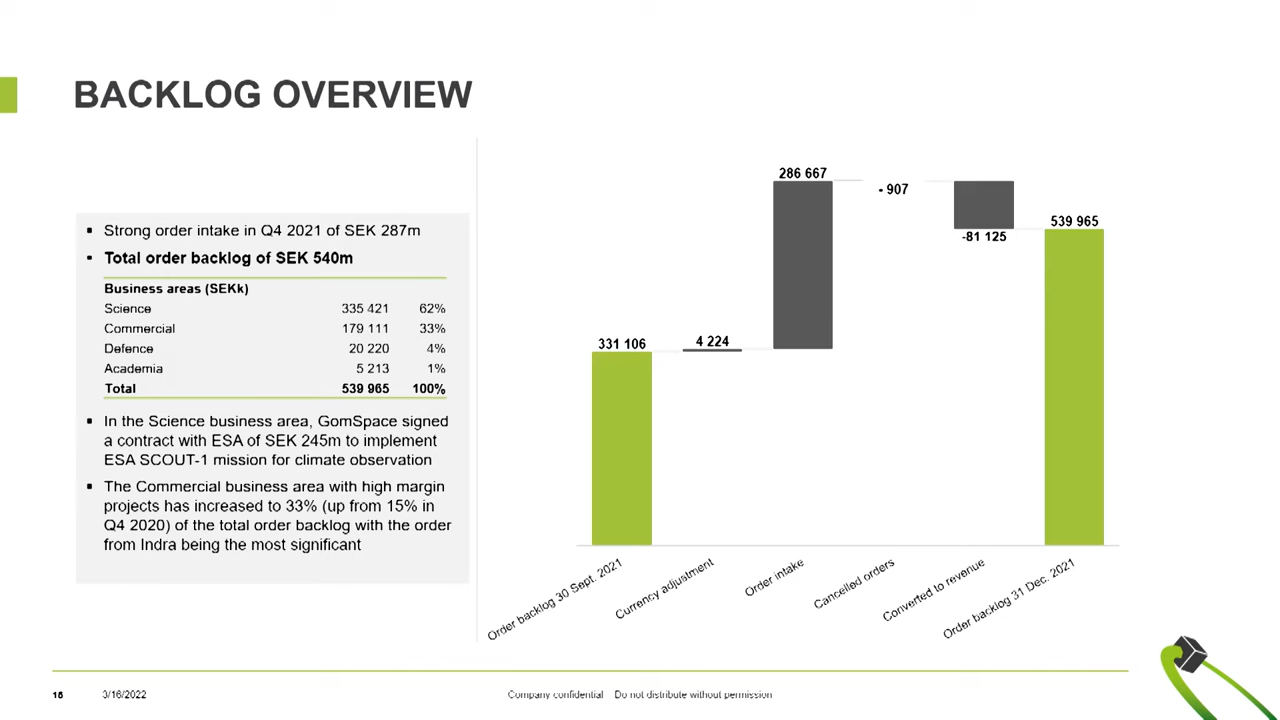 BACKLOG OVERVIEW
▪ Strong order intake in Q4 2021 of SEK 287m
▪ Total order backlog of SEK 540m
Business areas (SEKk)
Science 335 421 62%
Commercial 179 111 33%
Defence 20 220 4%
Academia 5 213 1%
Total 539 965 100%
▪ In the Science business area, GomSpace signed
a contract with ESA of SEK 245m to implement
ESA SCOUT-1 mission for climate observation
▪ The Commercial business area with high margin
projects has increased to 33% (up from 15% in
Q4 2020) of the total order backlog with the order
from Indra being the most significant
331 106
4 224
286 667
- 907
-81 125
539 965
Order backlog 30 Sept. 2021
Currency adjustment
Order intake
Cancelled orders
Converted to revenue
Order backlog 31 Dec. 2021
3/16/2022
Company confidential Do not distribute without permission